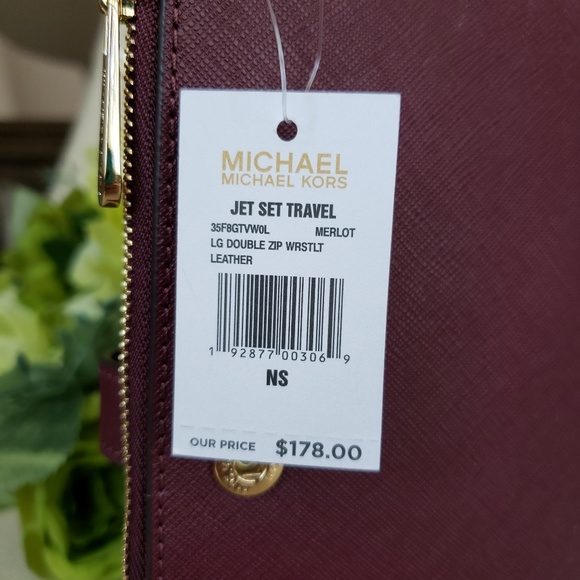 MICHAEL
MICHAEL KORS
JET SET TRAVEL
35F8GTVW0L MERLOT
LG DOUBLE ZIP WRSTLT
LEATHER
1 92877 00306 9
NS
OUR PRICE $178.00